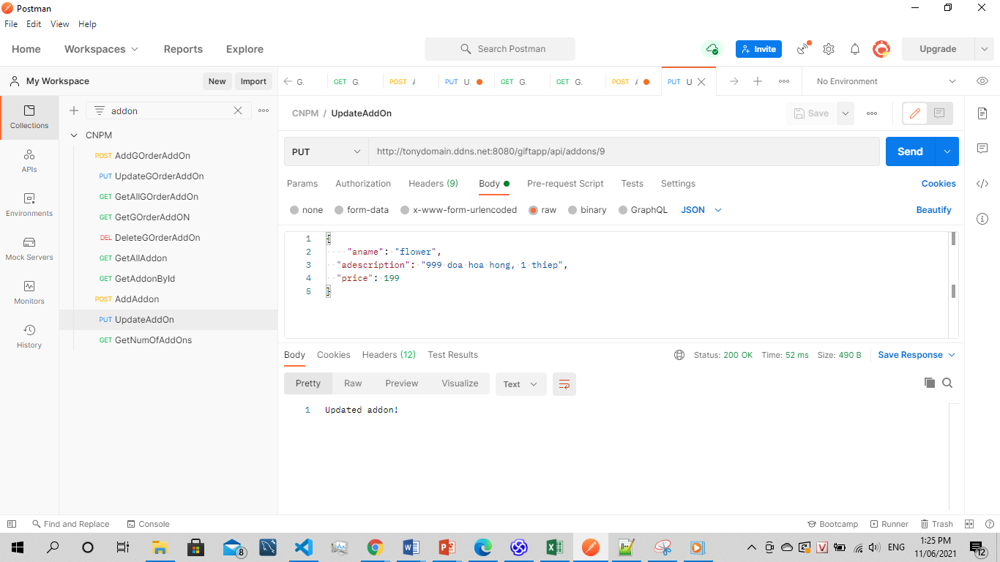 Postman
File Edit View Help
Home Workspaces Reports Explore Search Postman Invite Upgrade
My Workspace New Import G. GET G. POST PUT U. GET G. GET G. POST PUT U No Environment
addon
CNPM / UpdateAddOn Save
Collections
APIs
Environments
Mock Servers
Monitors
History
CNPM
POST AddGOrderAddOn
PUT UpdateGOrderAddOn
GET GetAllGOrderAddOn
GET GetGOrderAddON
DEL DeleteGOrderAddOn
GET GetAllAddon
GET GetAddonById
POST AddAddon
PUT UpdateAddOn
GET GetNumOfAddOns
PUT http://tonydomain.ddns.net:8080/giftapp/api/addons/9 Send
Params Authorization Headers (9) Body Pre-request Script Tests Settings Cookies
none form-data x-www-form-urlencoded raw binary GraphQL JSON Beautify
1 {
2 "aname": "flower",
3 "adescription": "999 doa hoa hong, 1 thiep",
4 "price": 199
5 }
Body Cookies Headers (12) Test Results Status: 200 OK Time: 52 ms Size: 490 B Save Response
Pretty Raw Preview Visualize Text
1 Updated addon!
Find and Replace Console Bootcamp Runner Trash
8 ENG 1:25 PM 12
11/06/2021